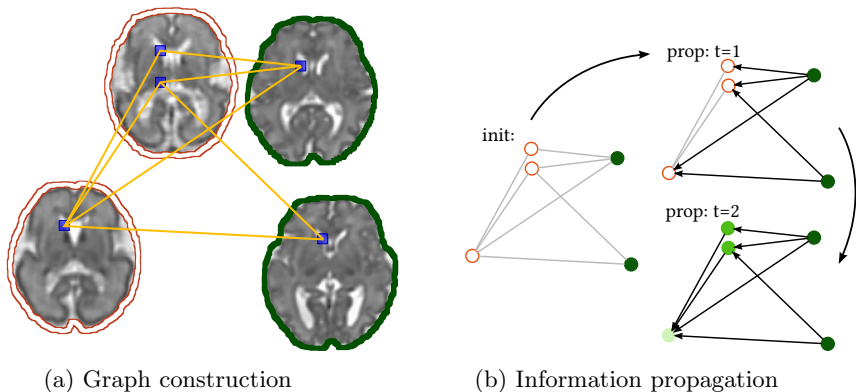 prop: t=1
init:
prop: t=2
(a) Graph construction
(b) Information propagation